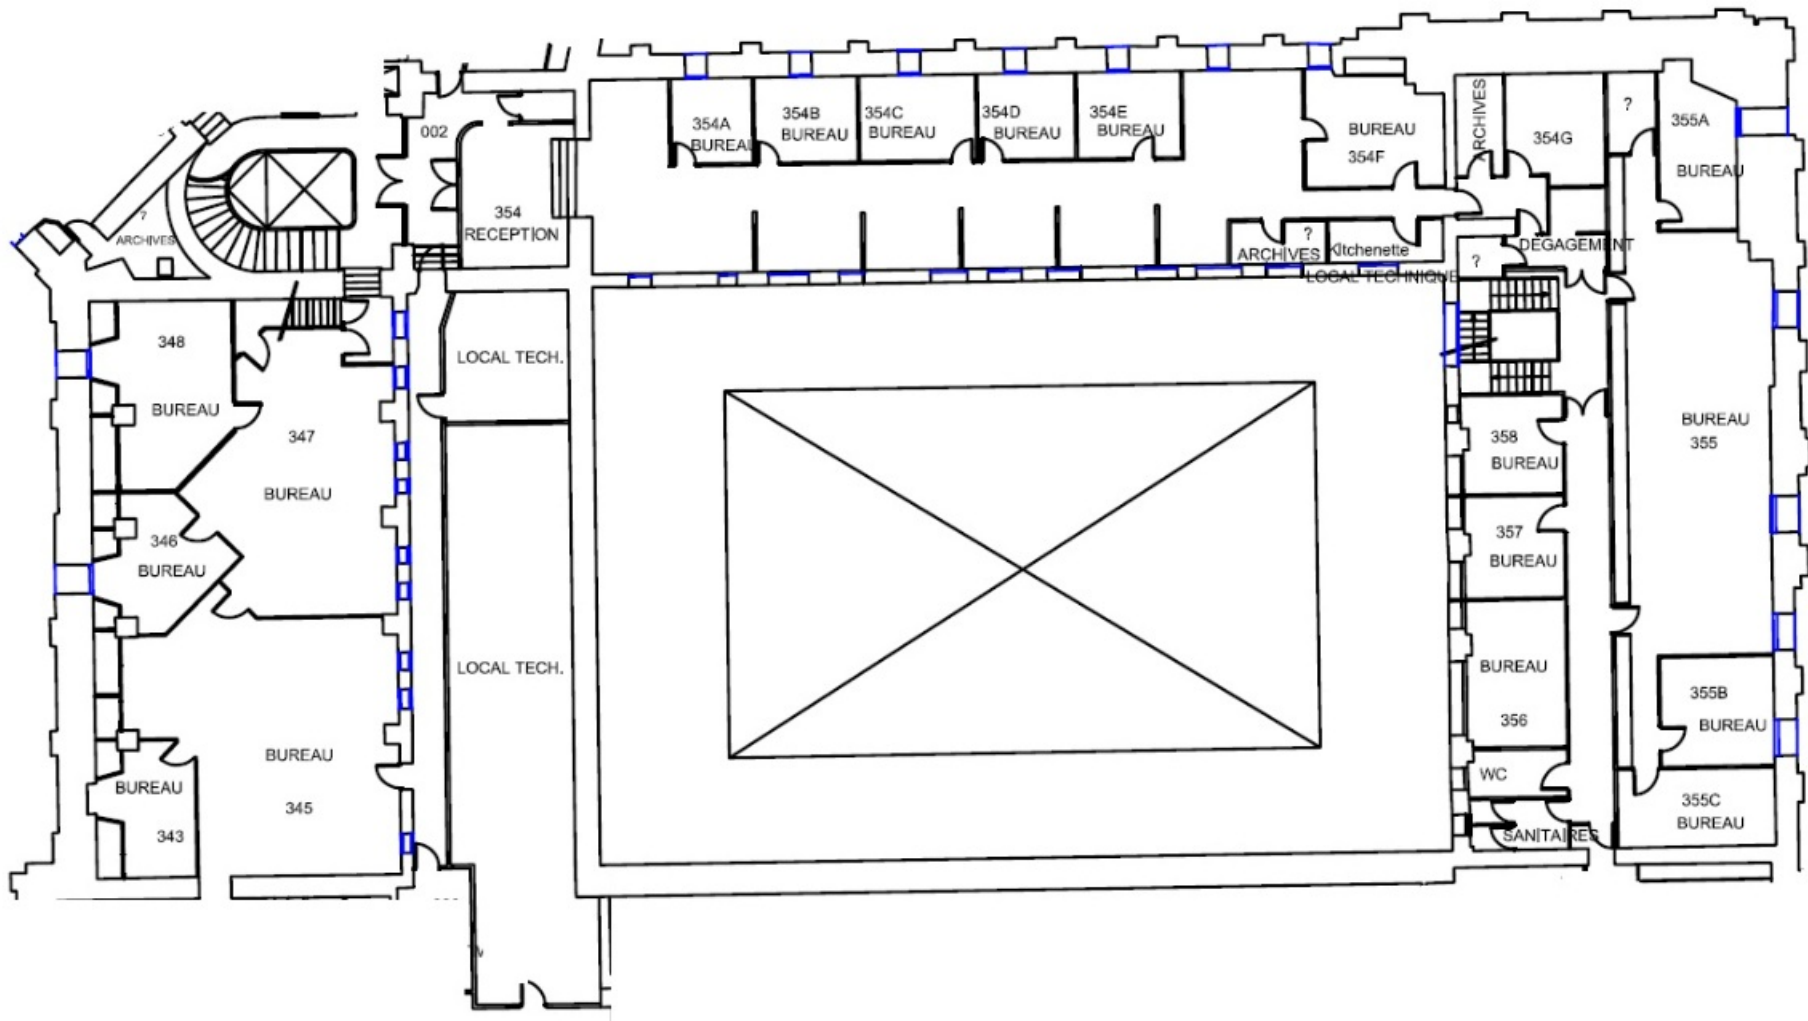 002
354A
BUREAU
354B
BUREAU
354C
BUREAU
354D
BUREAU
354E
BUREAU
BUREAU
354F
ARCHIVES
354G
?
355A
BUREAU
354
RECEPTION
?
ARCHIVES
?
ARCHIVES
KItchenette
LOCAL TECHNIQUE
?
DEGAGEMENT
348
BUREAU
347
BUREAU
346
BUREAU
BUREAU
345
BUREAU
343
LOCAL TECH.
LOCAL TECH.
358
BUREAU
357
BUREAU
BUREAU
356
WC
SANITAIRES
BUREAU
355
355B
BUREAU
355C
BUREAU